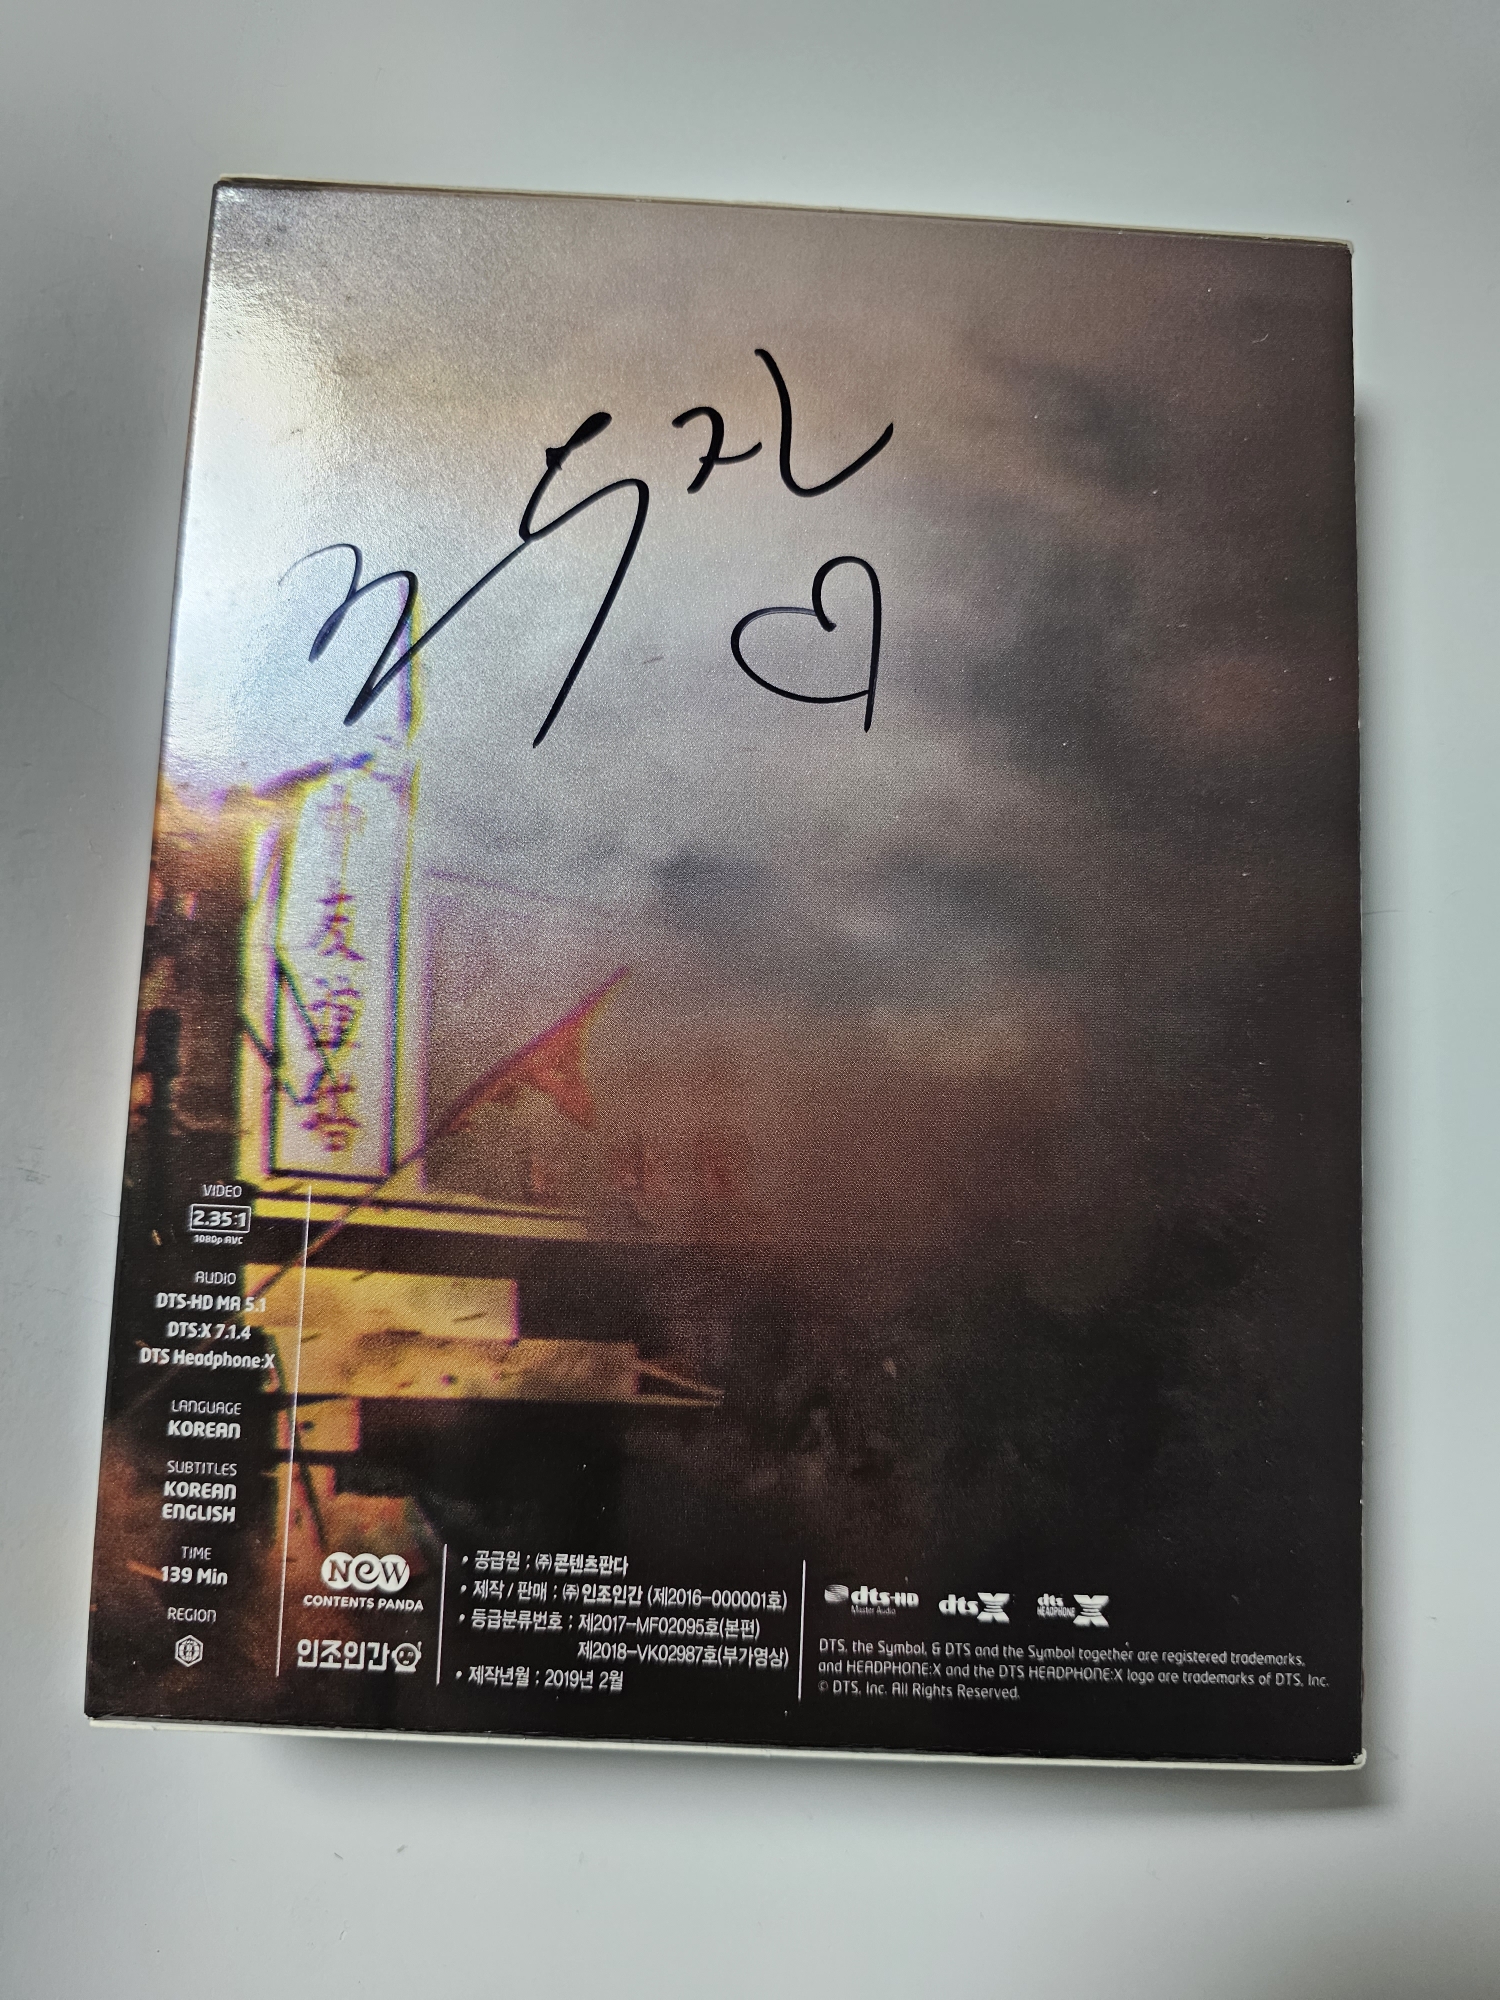 VIDEO
2.35:1
1080p AVC
AUDIO
DTS-HD MA 5.1
DTS:X 7.1.4
DTS Headphone:X
LANGUAGE
KOREAN
SUBTITLES
KOREAN
ENGLISH
TIME
139 Min
REGION
NEW
CONTENTS PANDA
인조인간
• 공급원 : ㈜콘텐츠판다
• 제작 / 판매 : ㈜인조인간 (제2016-000001호)
• 등급분류번호 : 제2017-MF02095호(본편)
제2018-VK02987호(부가영상)
• 제작년월 : 2019년 2월
dts-HD
Master Audio
dts X
dts HEADPHONE X
DTS, the Symbol, & DTS and the Symbol together are registered trademarks,
and HEADPHONE:X and the DTS HEADPHONE:X logo are trademarks of DTS, Inc.
© DTS, Inc. All Rights Reserved.